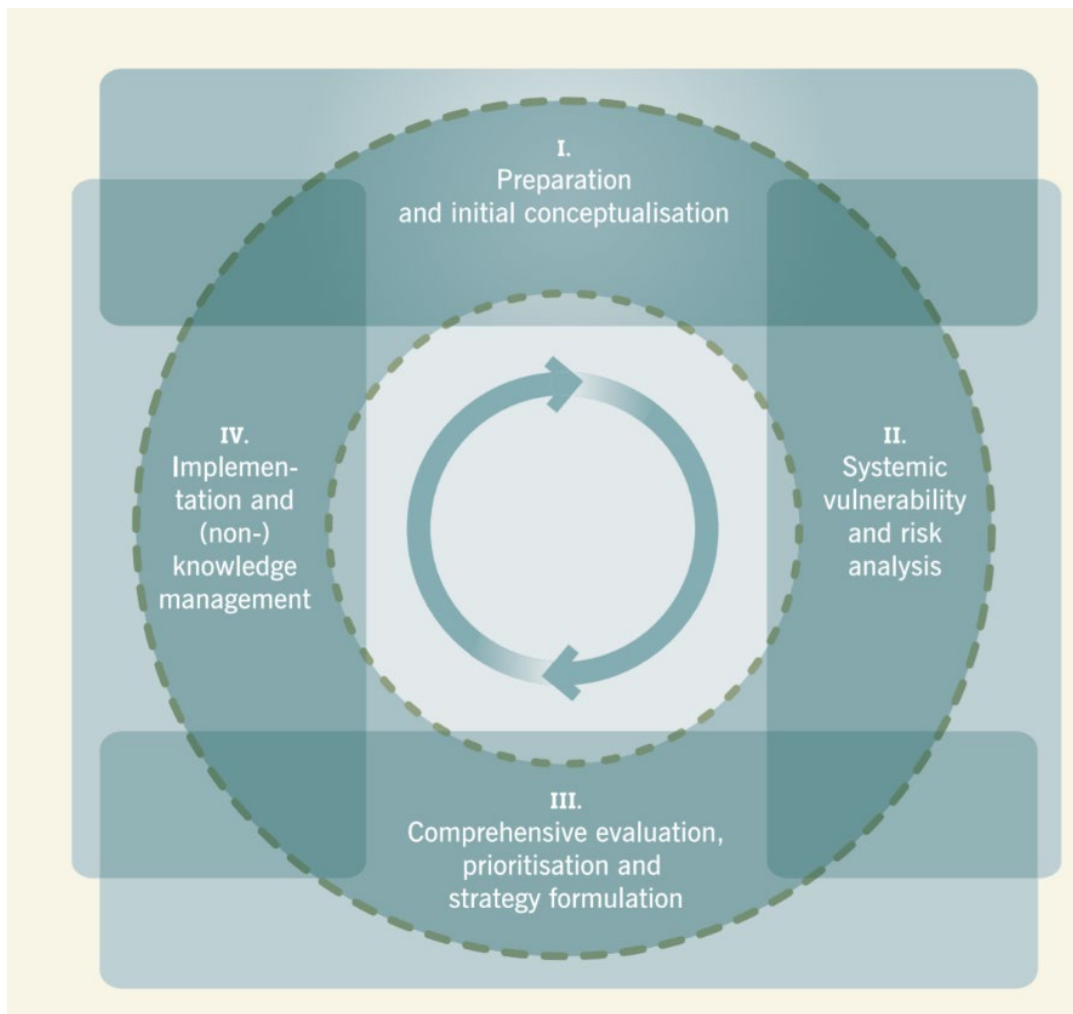 I.
Preparation
and initial conceptualisation
II.
Systemic
vulnerability
and risk
analysis
III.
Comprehensive evaluation,
prioritisation and
strategy formulation
IV.
Implemen-
tation and
(non-)
knowledge
management